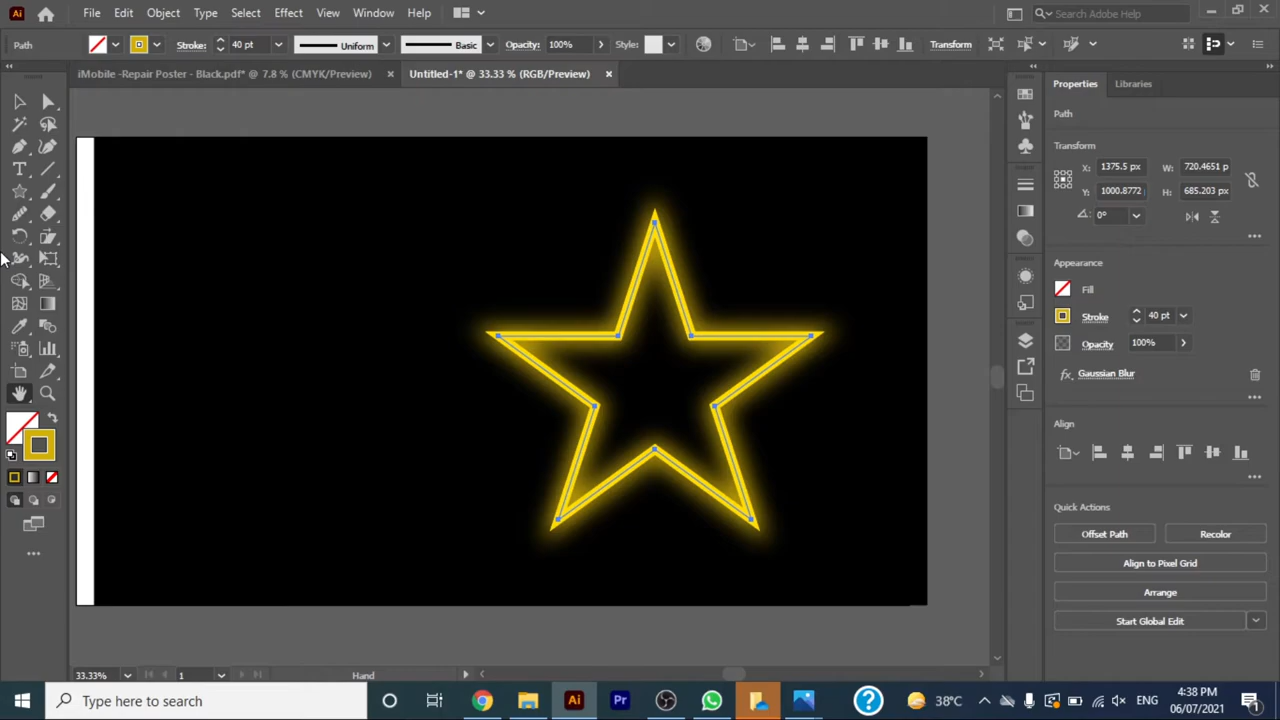 Ai File Edit Object Type Select Effect View Window Help Search Adobe Help
Path Stroke: 40 pt Uniform Basic Opacity: 100% Style: Transform
iMobile -Repair Poster - Black.pdf* @ 7.8 % (CMYK/Preview) Untitled-1* @ 33.33 % (RGB/Preview)
Properties Libraries
Path
Transform
X: 1375.5 px W: 720.4651 p
Y: 1000.8772 H: 685.203 px
0°
Appearance
Fill
Stroke 40 pt
Opacity 100%
fx. Gaussian Blur
Align
Quick Actions
Offset Path Recolor
Align to Pixel Grid
Arrange
Start Global Edit
33.33% 1 Hand
Type here to search Ai Pr 38°C ENG 4:38 PM
06/07/2021